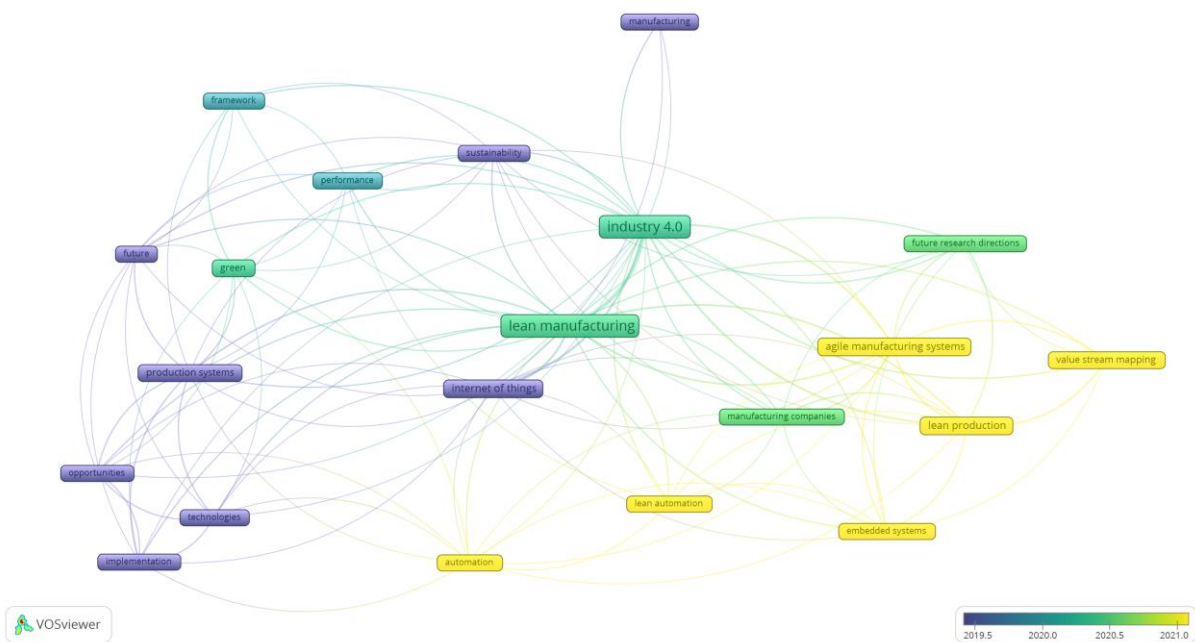 manufacturing
framework
sustainability
performance
industry 4.0
future research directions
future
green
lean manufacturing
agile manufacturing systems
value stream mapping
production systems
internet of things
manufacturing companies
lean production
opportunities
lean automation
technologies
embedded systems
implementation
automation
VOSviewer
2019.5 2020.0 2020.5 2021.0